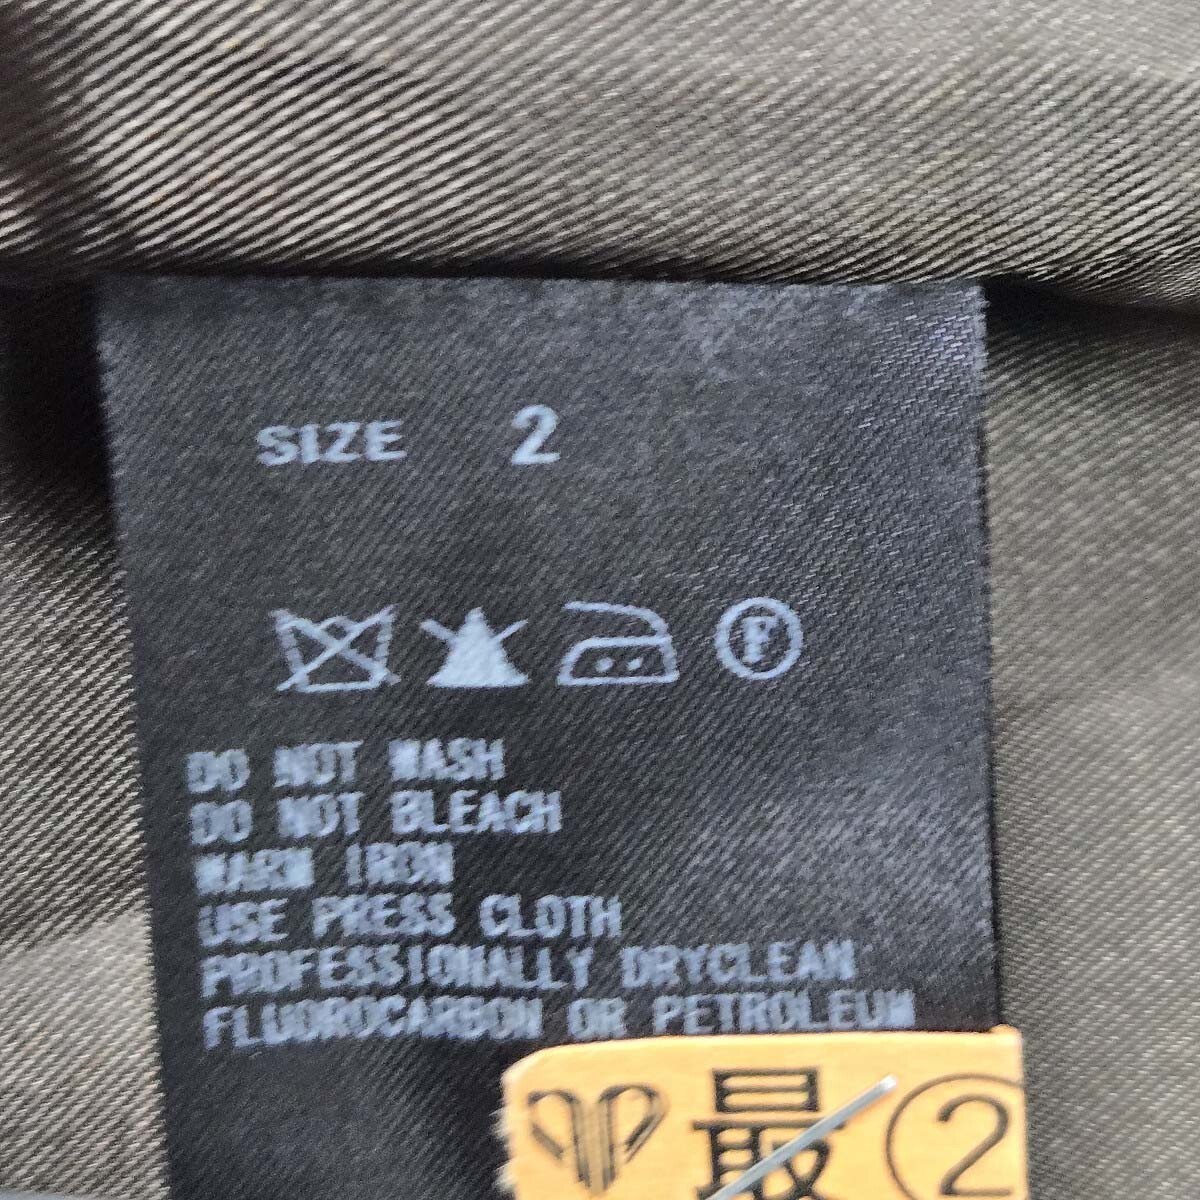 SIZE 2
F
DO NOT WASH
DO NOT BLEACH
WARM IRON
USE PRESS CLOTH
PROFESSIONALLY DRYCLEAN
FLUOROCARBON OR PETROLEUM
最 ②